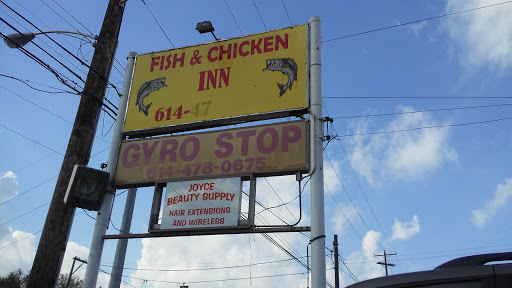 FISH & CHICKEN
INN
614-47
GYRO STOP
614-478-0675
JOYCE
BEAUTY SUPPLY
HAIR EXTENSIONS
AND WIRELESS